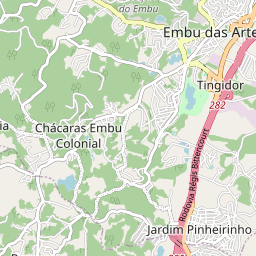 do Embu
Embu das Arte
Tingidor
282
Chácaras Embu
Colonial
Rodovia Régis Bittencourt
Jardim Pinheirinho